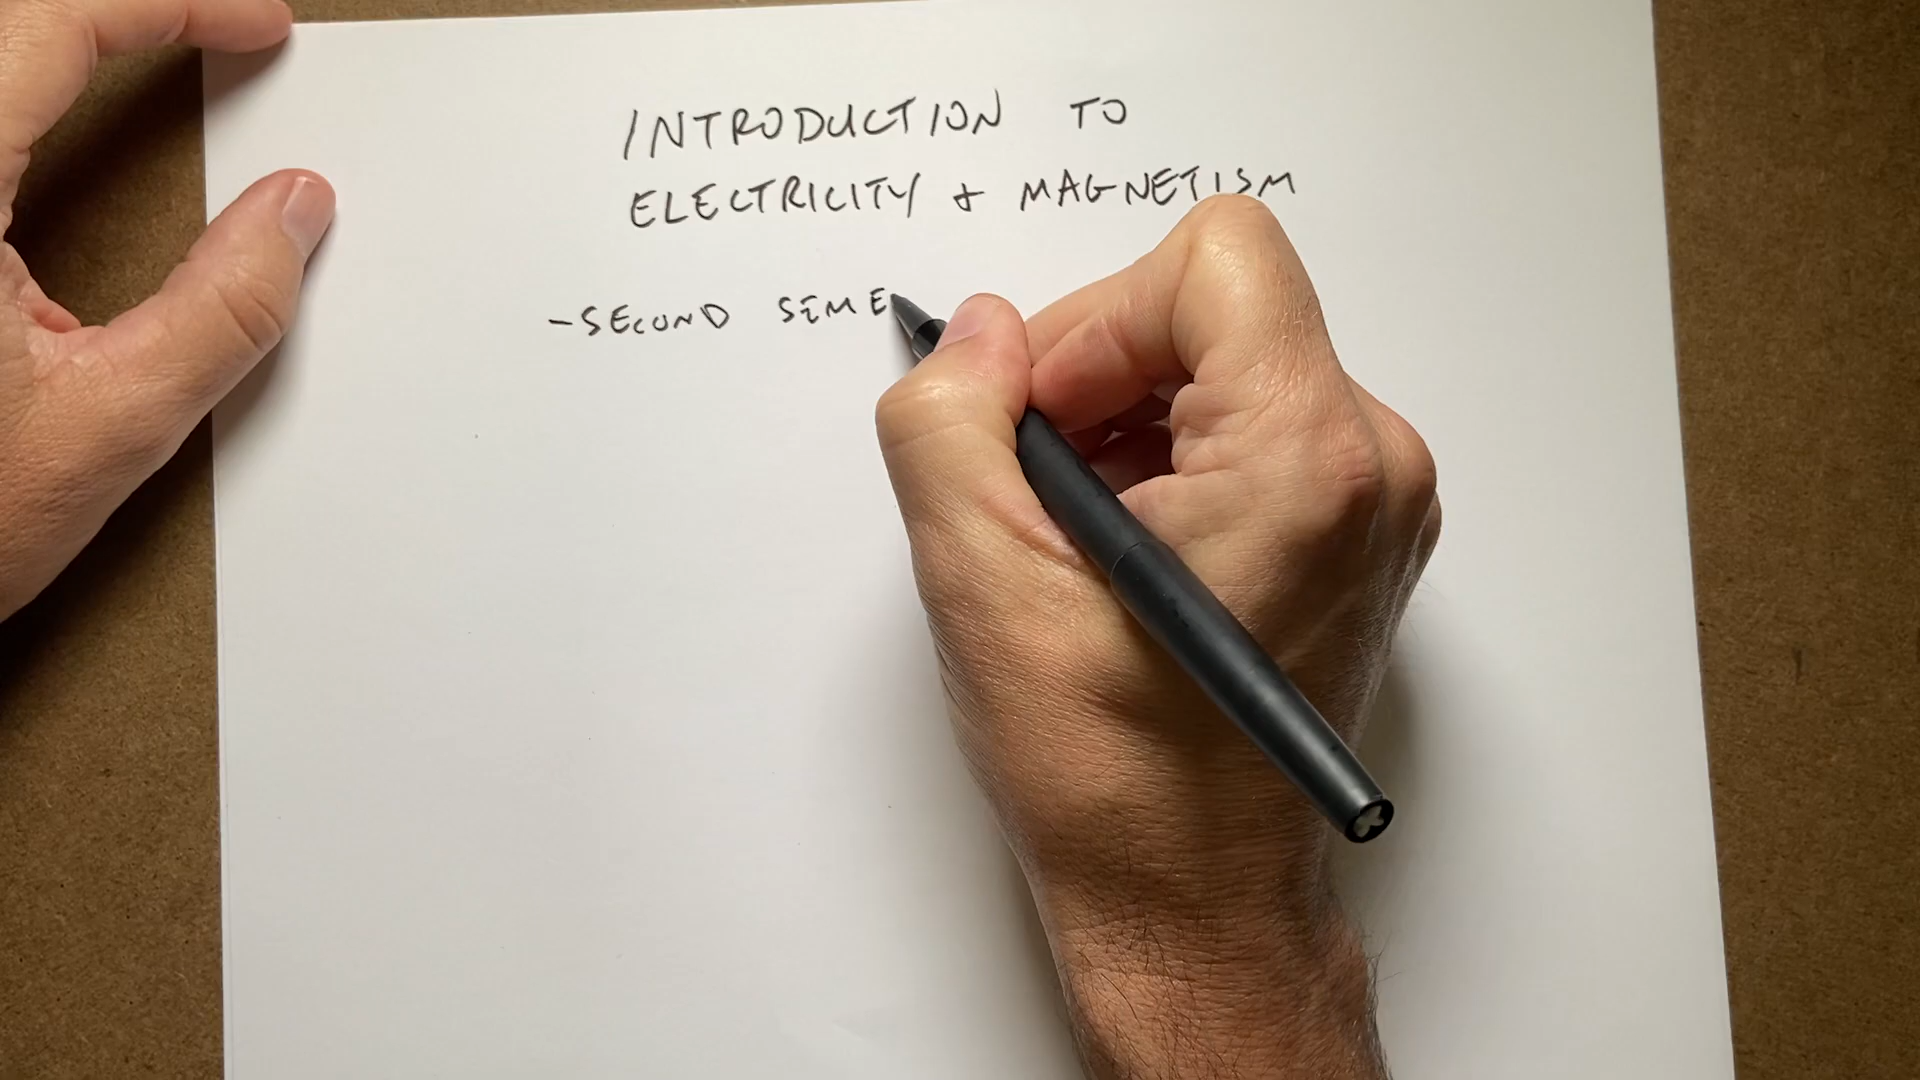 INTRODUCTION TO
ELECTRICITY + MAGNETISM
-SECOND SEME